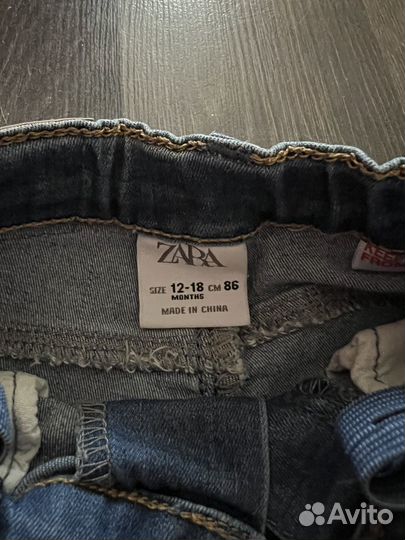 ZARA
SIZE 12-18 CM 86
MONTHS
MADE IN CHINA
Avito